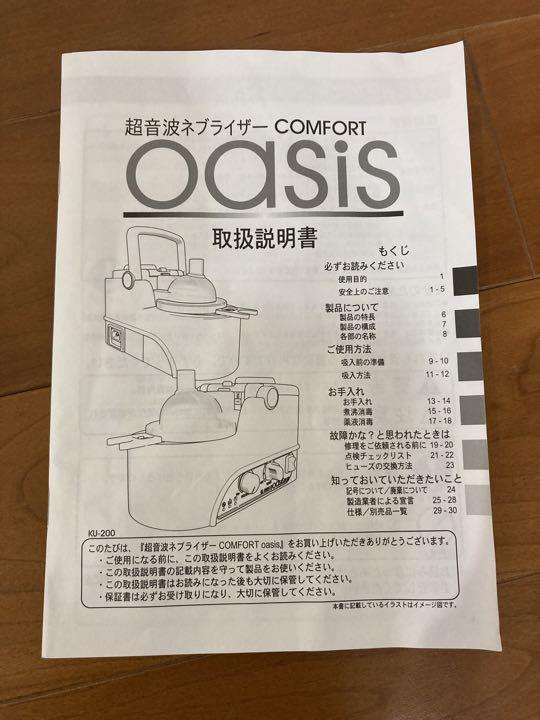 超音波ネブライザー COMFORT
oasis
取扱説明書
もくじ
必ずお読みください
使用目的 1
安全上のご注意 1 - 5
製品について
製品の特長 6
製品の構成 7
各部の名称 8
ご使用方法
吸入前の準備 9 - 10
吸入方法 11 - 12
お手入れ
お手入れ 13 - 14
煮沸消毒 15 - 16
薬液消毒 17 - 18
故障かな？と思われたときは
修理をご依頼される前に 19 - 20
点検チェックリスト 21 - 22
ヒューズの交換方法 23
知っておいていただきたいこと
記号について／廃棄について 24
製造業者による宣言 25 - 28
仕様／別売品一覧 29 - 30
KU-200
このたびは、『超音波ネブライザー COMFORT oasis』をお買い上げいただきありがとうございます。
・ご使用になる前に、この取扱説明書をよくお読みください。
・この取扱説明書の記載内容を守って製品をお使いください。
・この取扱説明書はお読みになった後も大切に保管してください。
・保証書は必ずお受け取りになり、大切に保管してください。
本書に記載しているイラストはイメージ図です。